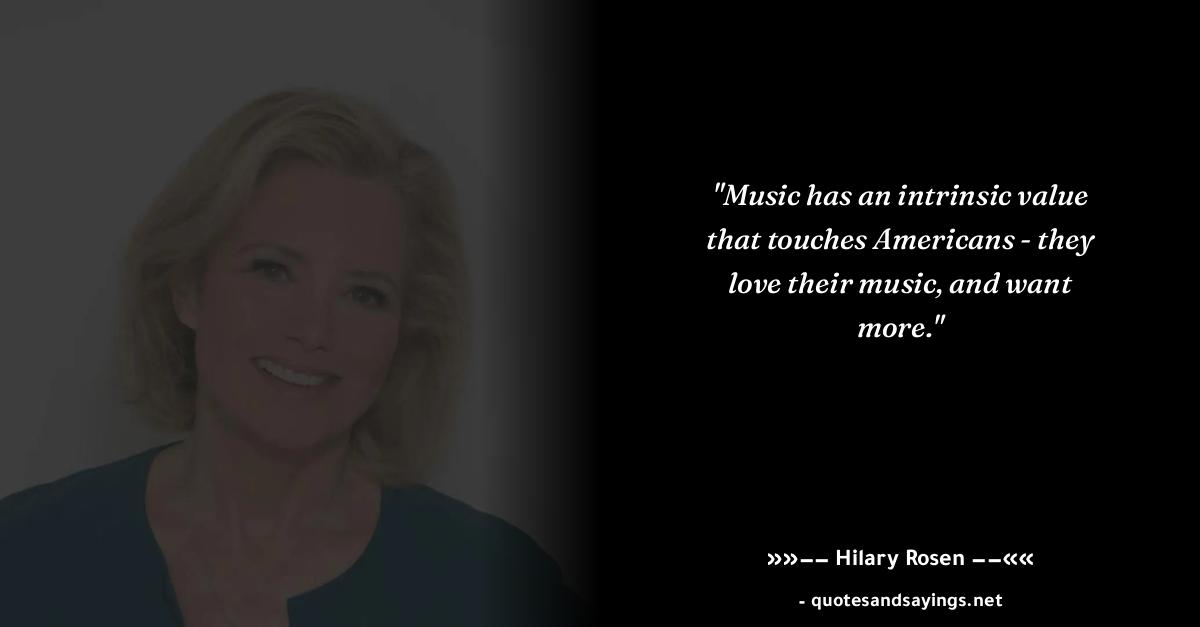 "Music has an intrinsic value
that touches Americans - they
love their music, and want
more."
»»−− Hilary Rosen −−««
- quotesandsayings.net